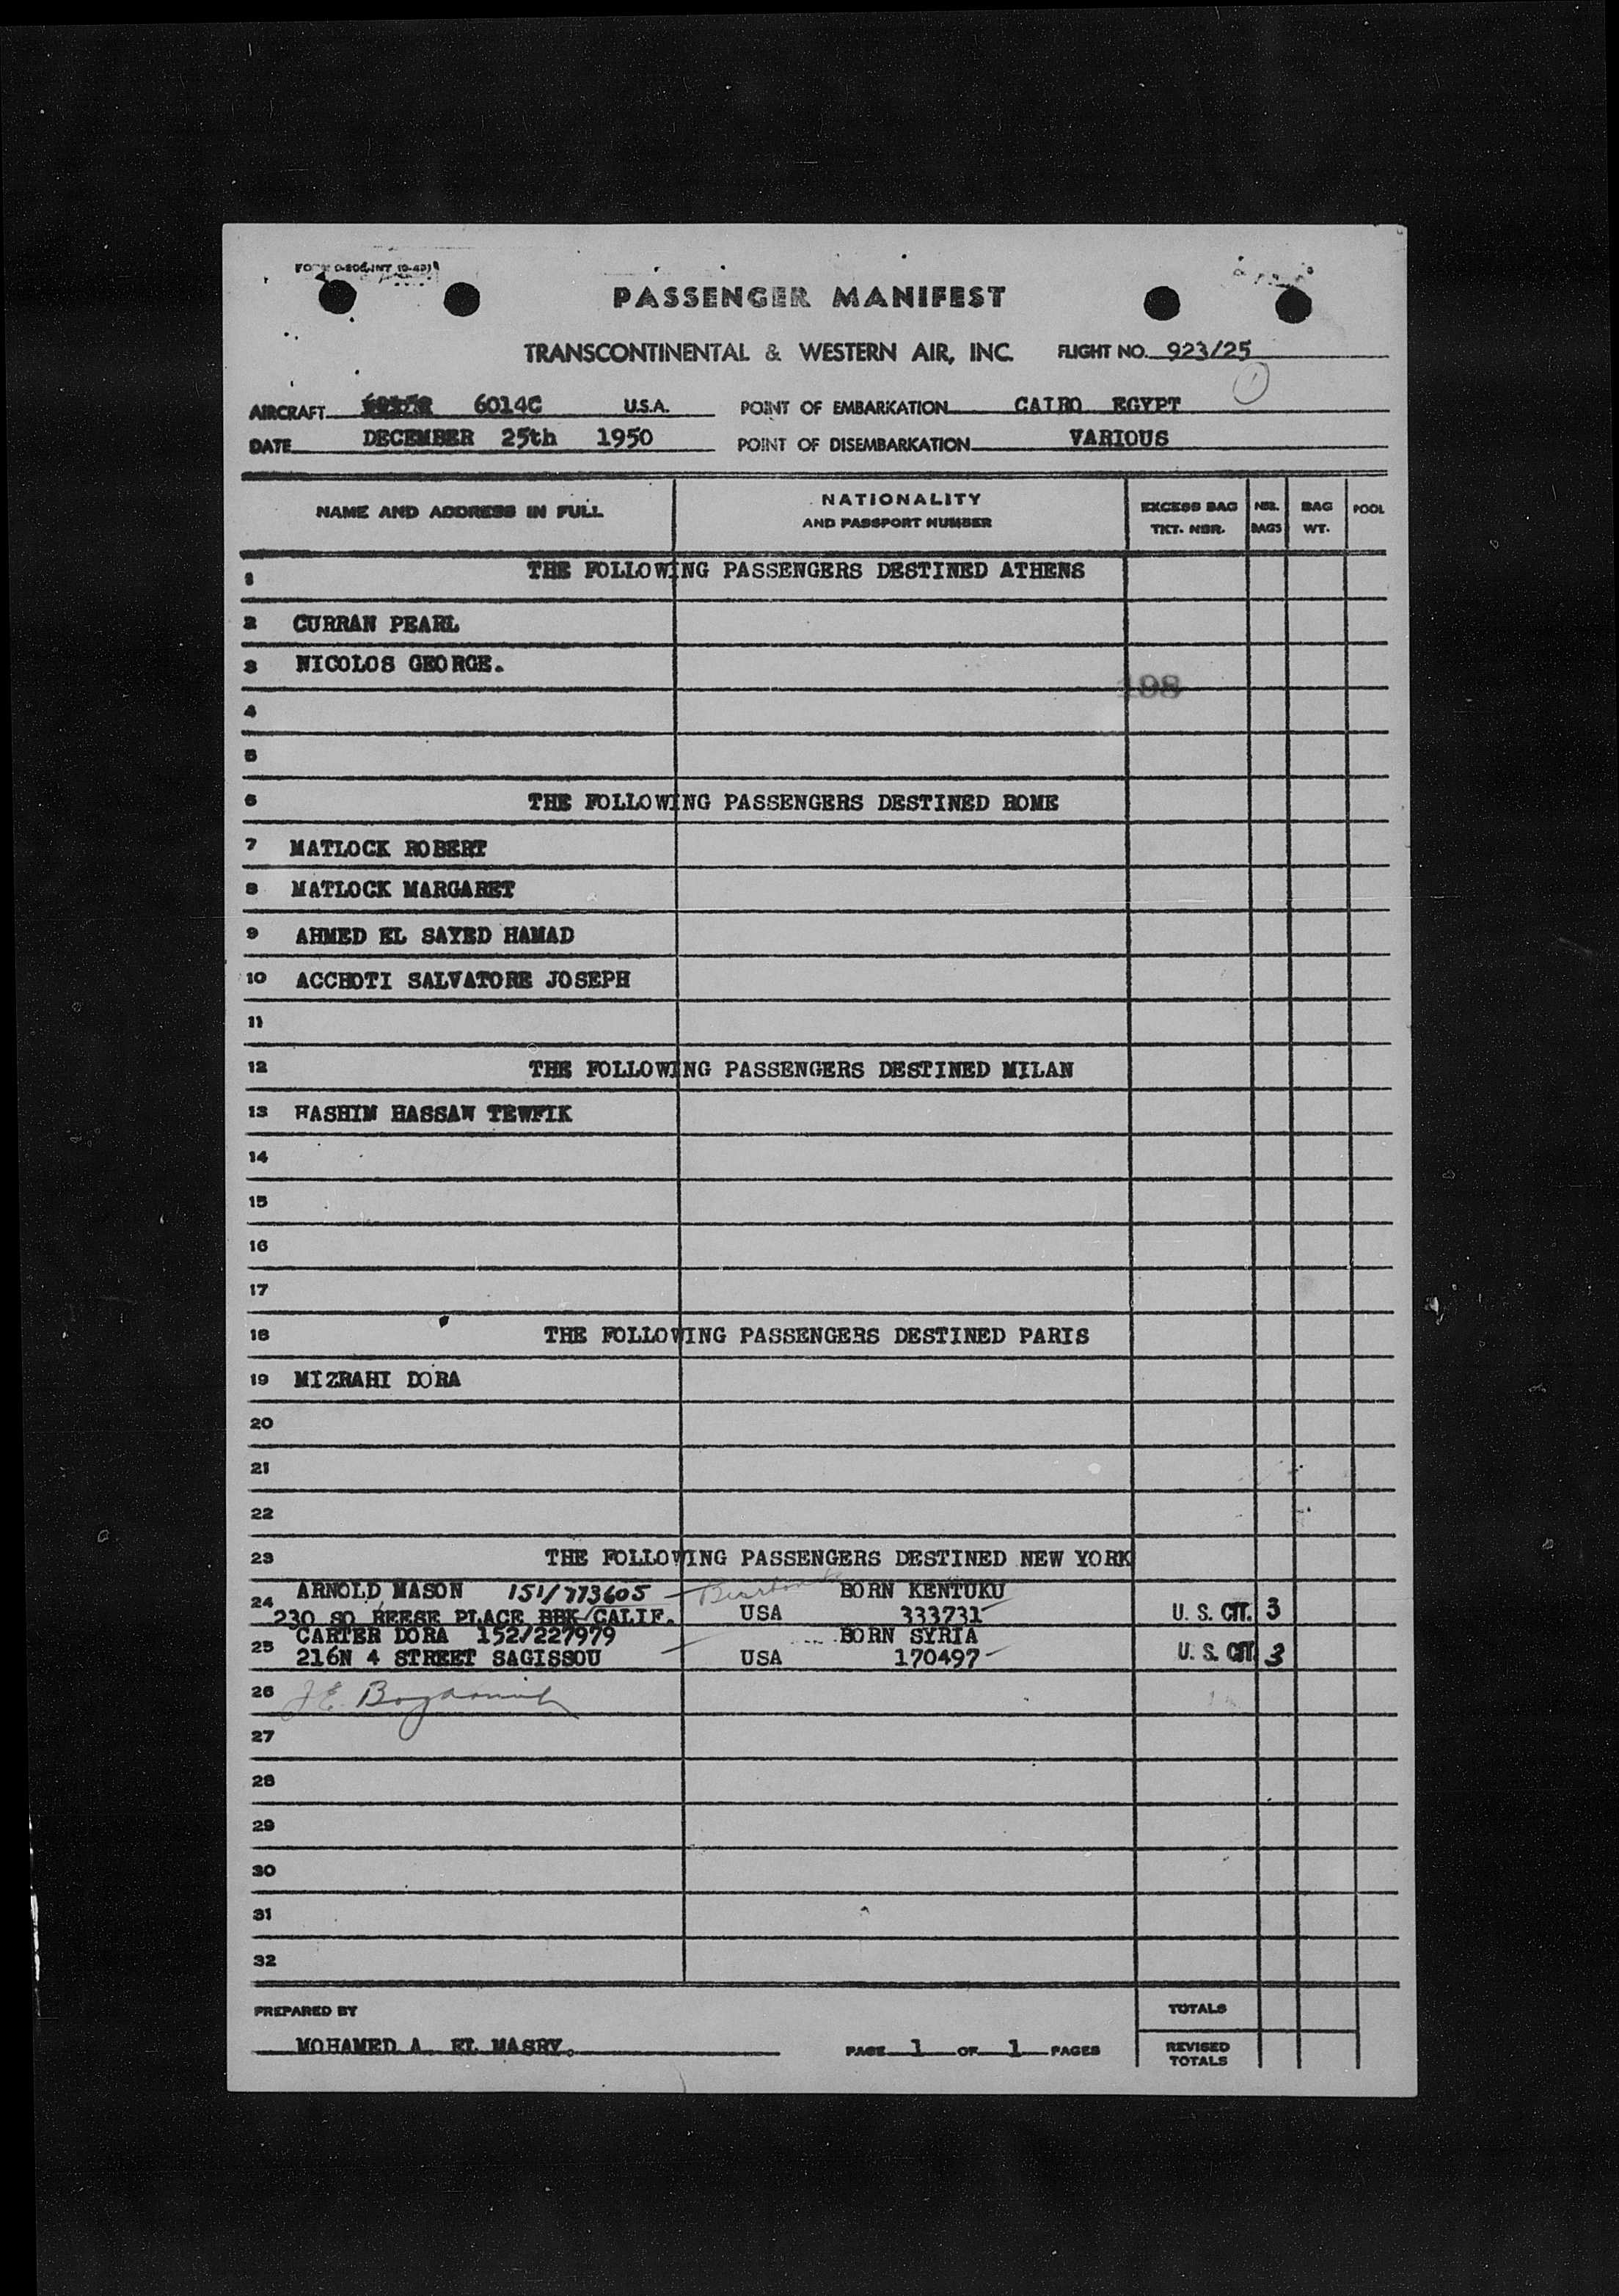 PASSENGER MANIFEST
TRANSCONTINENTAL & WESTERN AIR, INC. FLIGHT NO. 923/25
1
AIRCRAFT 6014C U.S.A. POINT OF EMBARKATION CAIRO EGYPT
DATE DECEMBER 25th 1950 POINT OF DISEMBARKATION VARIOUS
NAME AND ADDRESS IN FULL NATIONALITY AND PASSPORT NUMBER EXCESS BAG TKT. NBR. NBR. BAGS BAG WT. POOL
1 THE FOLLOWING PASSENGERS DESTINED ATHENS
2 CURRAN PEARL
3 NICOLOS GEORGE.
198
4
5
6 THE FOLLOWING PASSENGERS DESTINED ROME
7 MATLOCK ROBERT
8 MATLOCK MARGARET
9 AHMED EL SAYED HAMAD
10 ACCHOTI SALVATORE JOSEPH
11
12 THE FOLLOWING PASSENGERS DESTINED MILAN
13 HASHIM HASSAN TEWFIK
14
15
16
17
18 THE FOLLOWING PASSENGERS DESTINED PARIS
19 MIZRAHI DORA
20
21
22
23 THE FOLLOWING PASSENGERS DESTINED NEW YORK
24 ARNOLD MASON 151/773605 BORN KENTUKU
230 SO REESE PLACE BBK/CALIF. USA 333731 U. S. CIT. 3
25 CARTER DORA 152/227979 BORN SYRIA
216N 4 STREET SAGISSOU USA 170497 U. S. CIT. 3
26
27
28
29
30
31
32
PREPARED BY TOTALS
MOHAMED A. EL MASRY. PAGE 1 OF 1 PAGES REVISED TOTALS